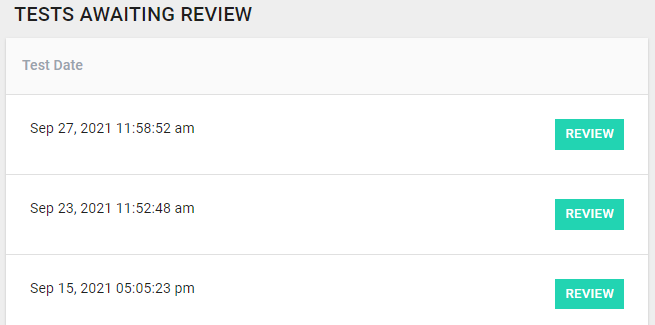 TESTS AWAITING REVIEW
Test Date
Sep 27, 2021 11:58:52 am REVIEW
Sep 23, 2021 11:52:48 am REVIEW
Sep 15, 2021 05:05:23 pm REVIEW